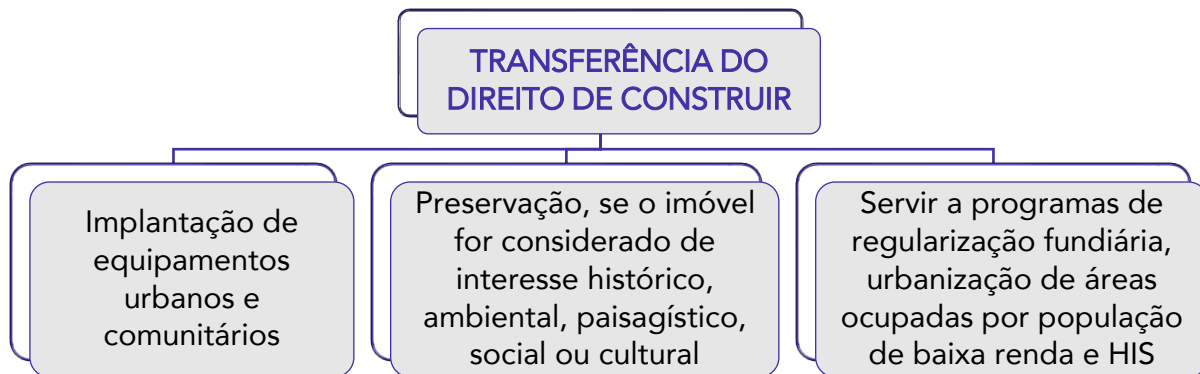 TRANSFERÊNCIA DO
DIREITO DE CONSTRUIR
Implantação de
equipamentos
urbanos e
comunitários
Preservação, se o imóvel
for considerado de
interesse histórico,
ambiental, paisagístico,
social ou cultural
Servir a programas de
regularização fundiária,
urbanização de áreas
ocupadas por população
de baixa renda e HIS